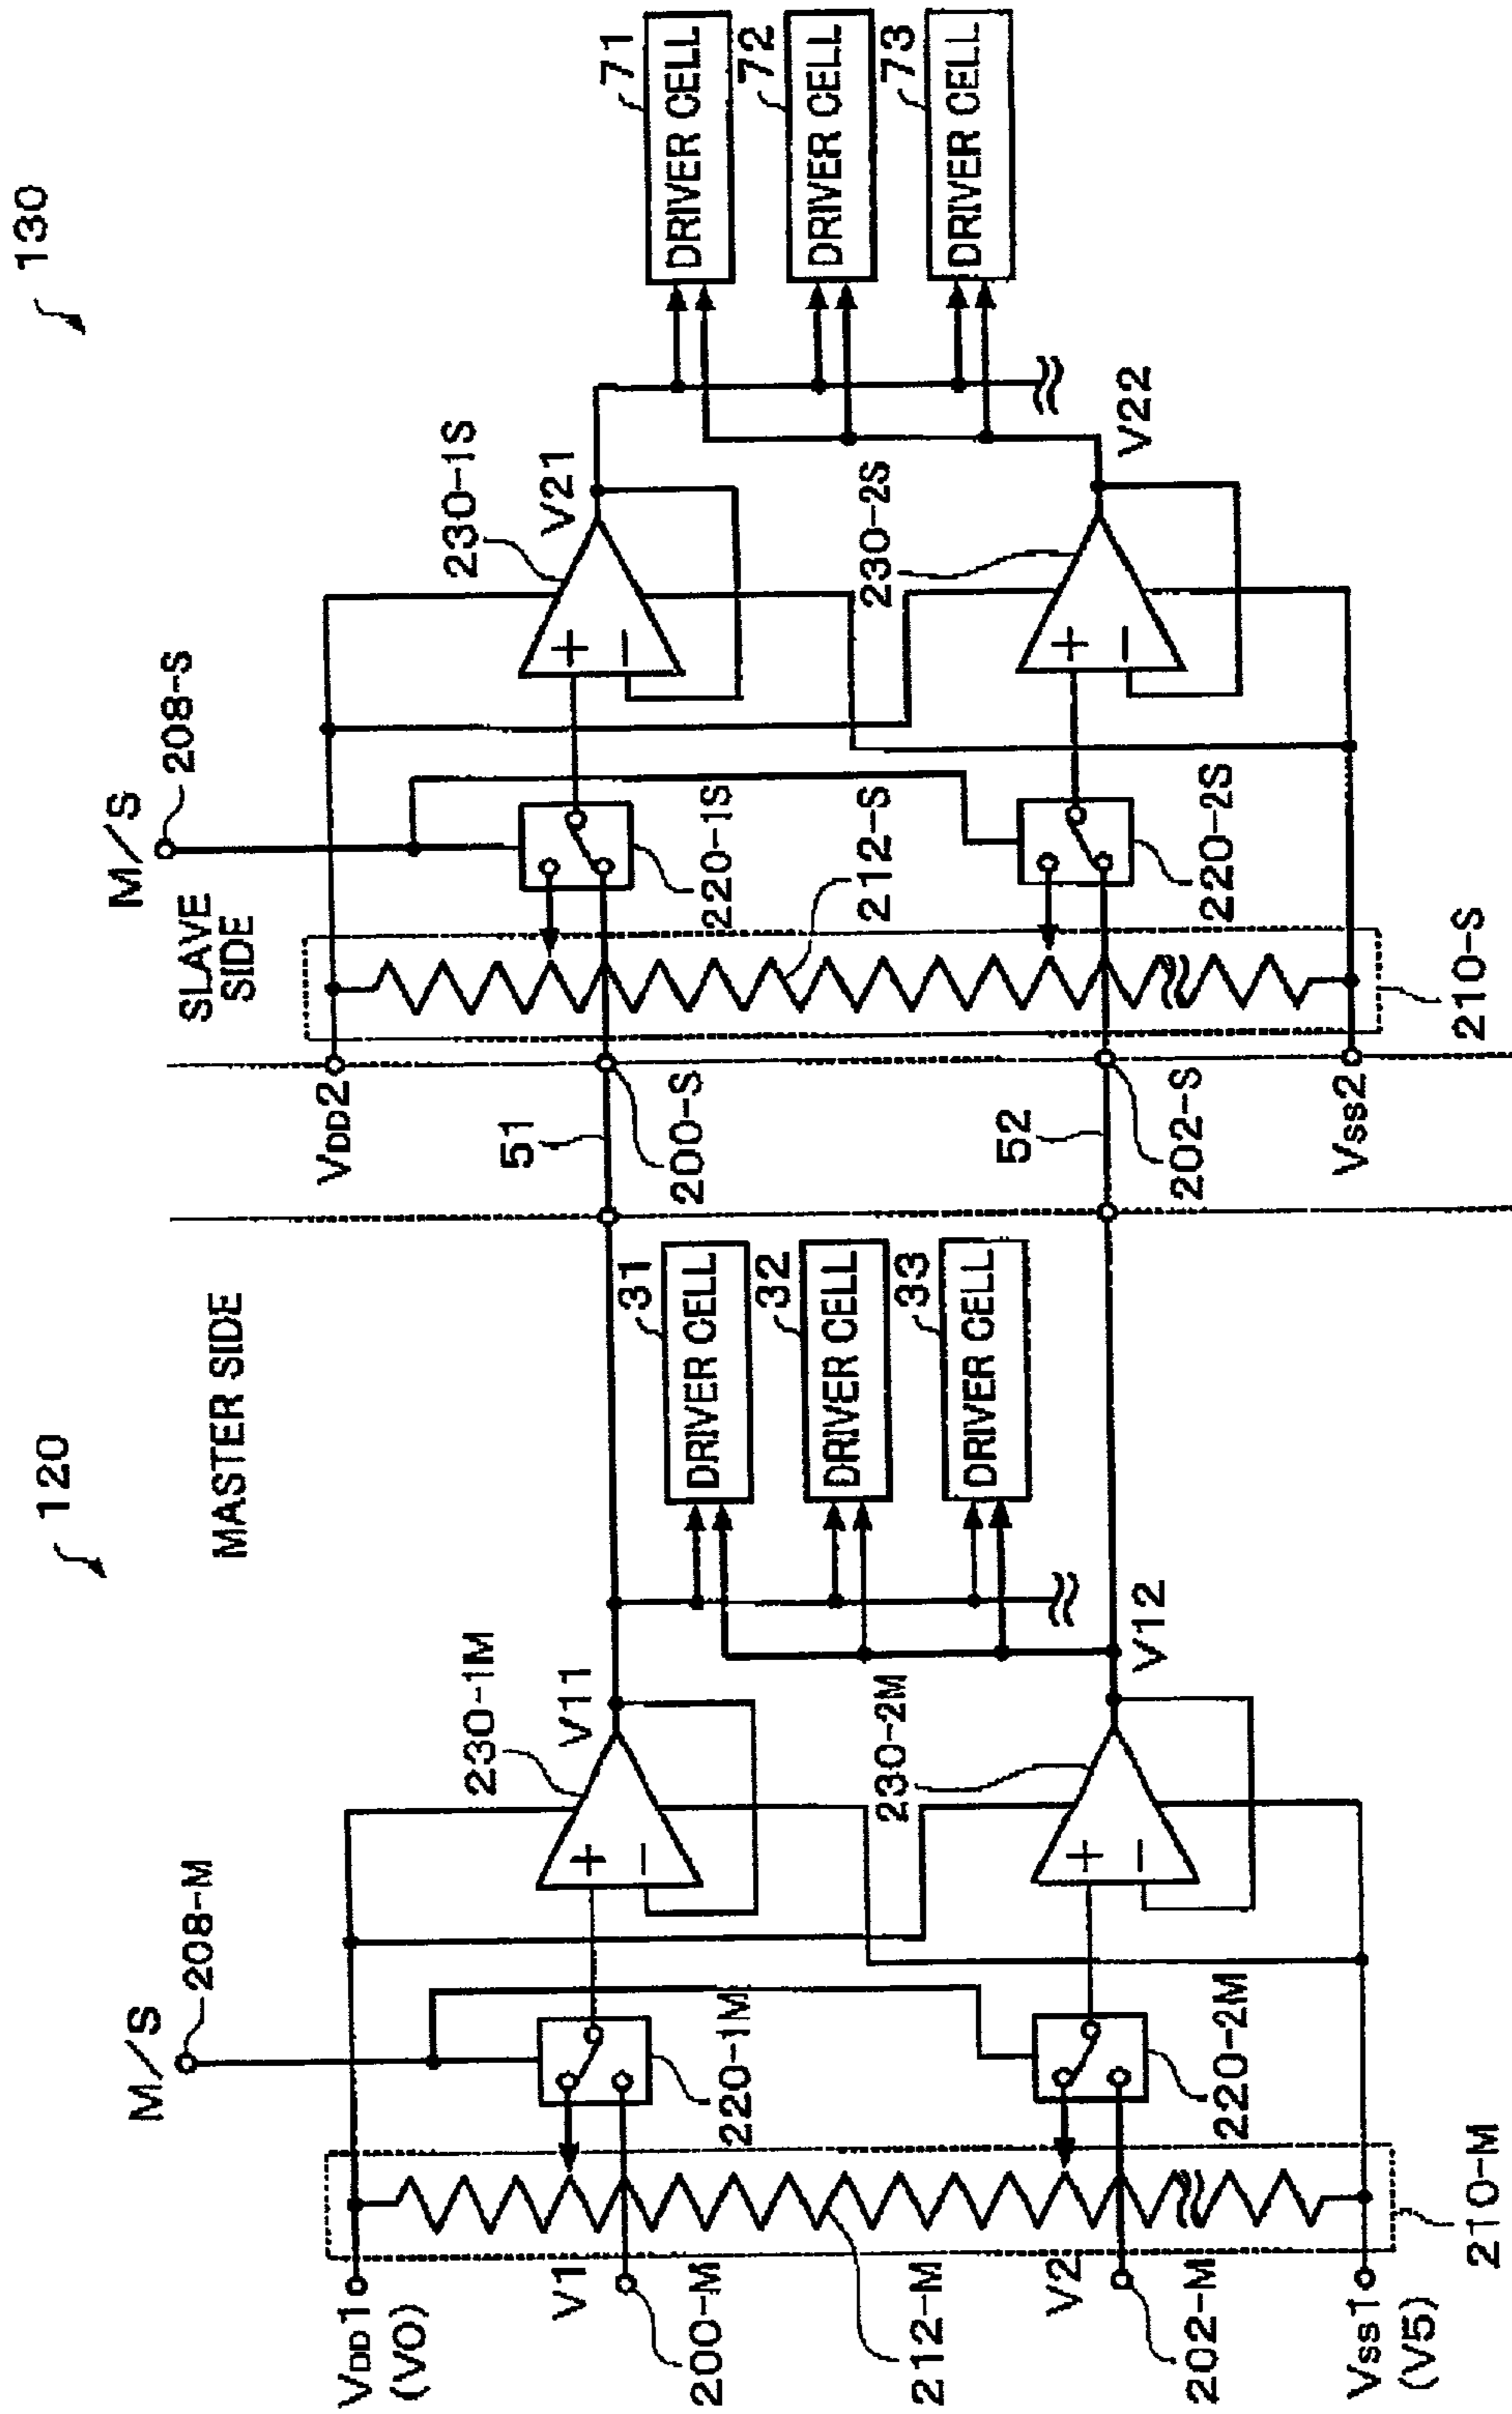 120
130
MASTER SIDE
SLAVE
SIDE
M/S
208-M
M/S
208-S
VDD1
(V0)
V1
200-M
212-M
V2
202-M
VSS1
(V5)
210-M
220-1M
220-2M
230-1M
V11
230-2M
V12
31
DRIVER CELL
32
DRIVER CELL
33
DRIVER CELL
VDD2
51
200-S
52
202-S
VSS2
210-S
212-S
220-1S
220-2S
230-1S
V21
230-2S
V22
71
DRIVER CELL
72
DRIVER CELL
73
DRIVER CELL
+
−
+
−
+
−
+
−